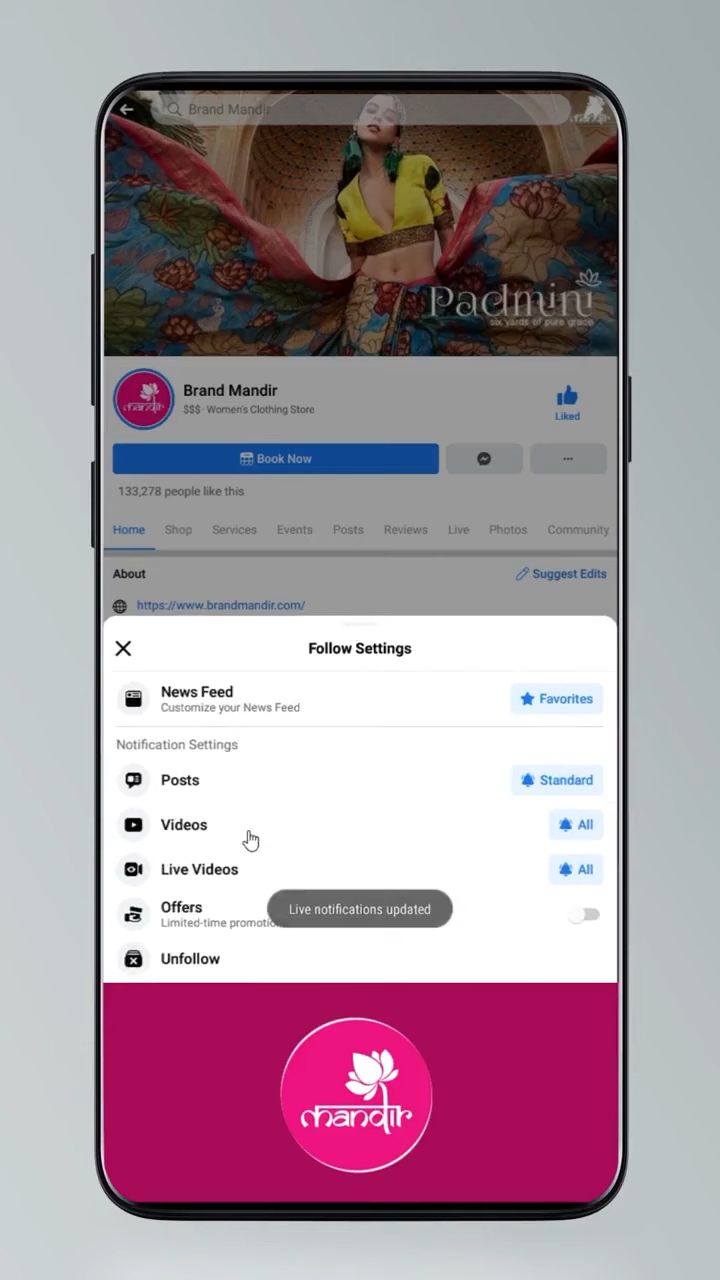 Brand Mandir
Padmini
six yards of pure grace
Brand Mandir
$$$ · Women's Clothing Store
Liked
mandir
Book Now
133,278 people like this
Home Shop Services Events Posts Reviews Live Photos Community
About
Suggest Edits
https://www.brandmandir.com/
Follow Settings
News Feed
Customize your News Feed
Favorites
Notification Settings
Posts
Standard
Videos
All
Live Videos
All
Offers
Limited-time promotio
Live notifications updated
Unfollow
mandir